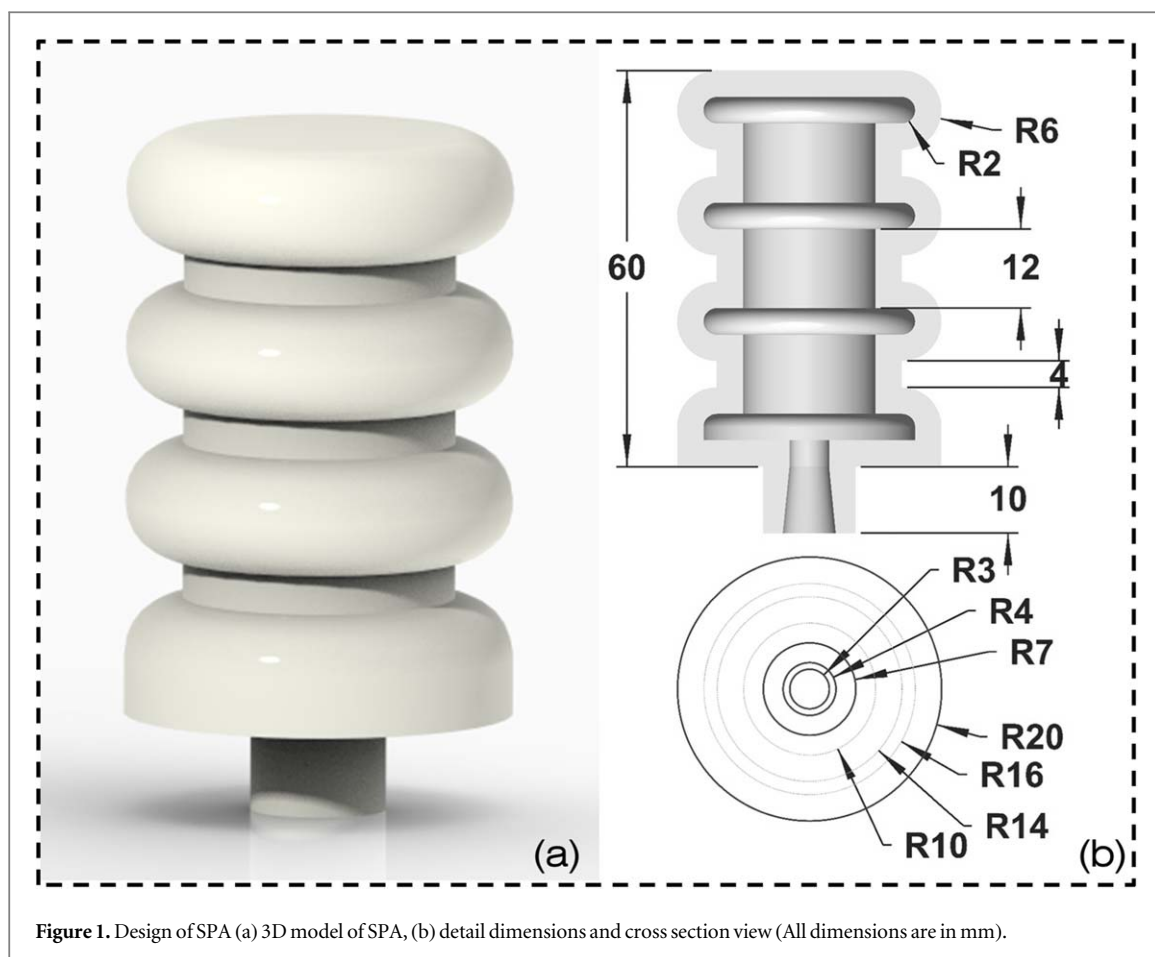 60
R6
R2
12
4
10
R3
R4
R7
R20
R16
R14
R10
(a)
(b)
Figure 1. Design of SPA (a) 3D model of SPA, (b) detail dimensions and cross section view (All dimensions are in mm).